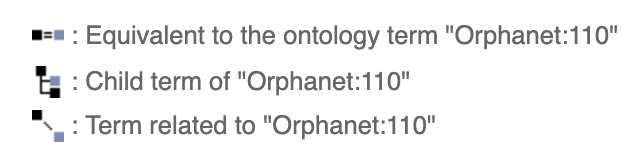 : Equivalent to the ontology term "Orphanet:110"
: Child term of "Orphanet:110"
: Term related to "Orphanet:110"